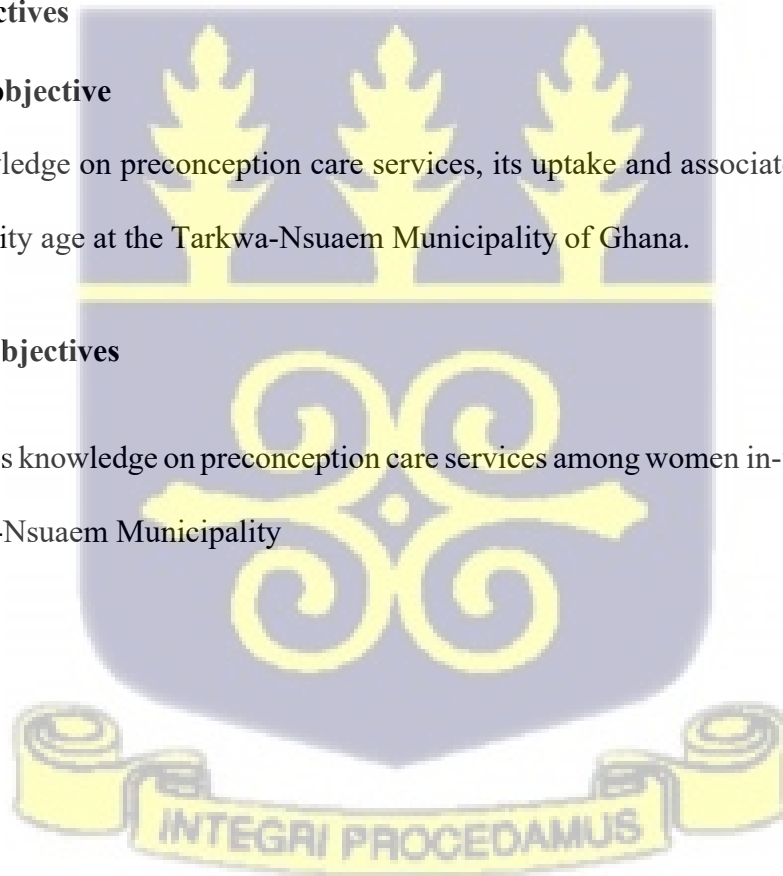 ctives
objective
ledge on preconception care services, its uptake and associat
ity age at the Tarkwa-Nsuaem Municipality of Ghana.
bjectives
s knowledge on preconception care services among women in-
-Nsuaem Municipality
INTEGRI PROCEDAMUS